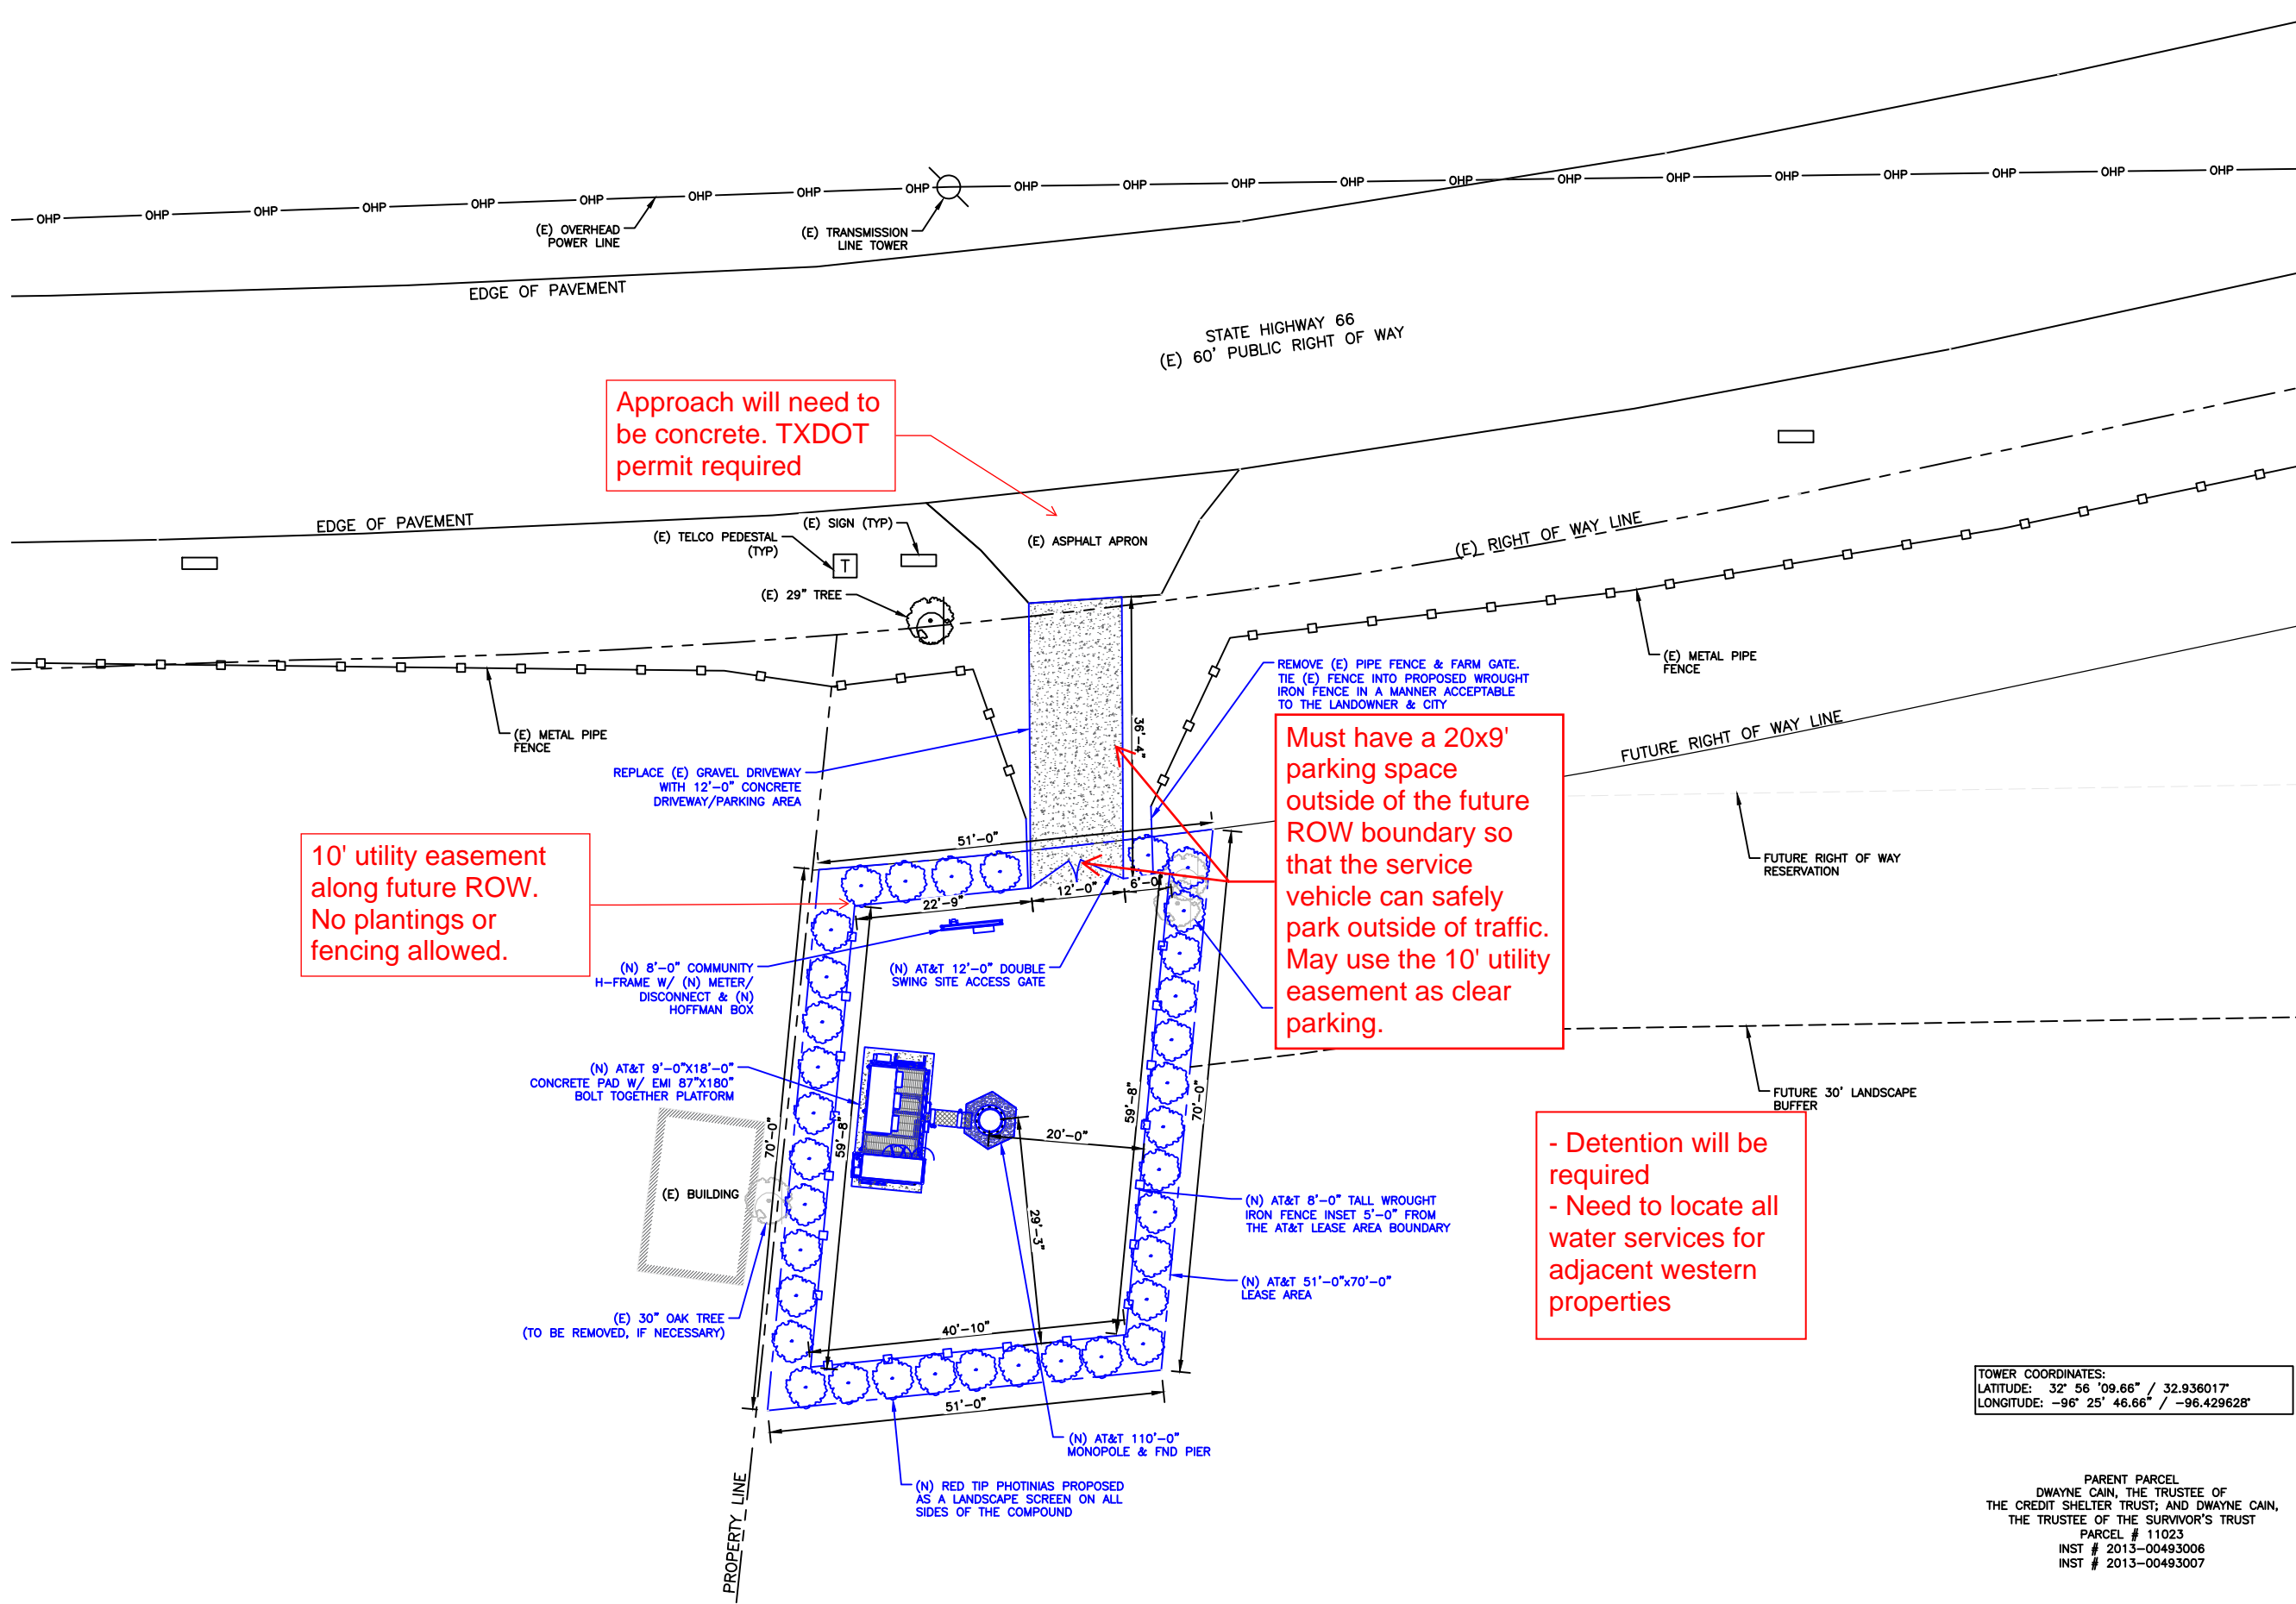 OHP OHP OHP OHP OHP OHP OHP OHP OHP OHP OHP OHP OHP OHP OHP OHP OHP OHP OHP OHP OHP
(E) OVERHEAD
POWER LINE
(E) TRANSMISSION
LINE TOWER
EDGE OF PAVEMENT
STATE HIGHWAY 66
(E) 60' PUBLIC RIGHT OF WAY
Approach will need to
be concrete. TXDOT
permit required
EDGE OF PAVEMENT
(E) SIGN (TYP)
(E) TELCO PEDESTAL
(TYP)
T
(E) ASPHALT APRON
(E) RIGHT OF WAY LINE
(E) 29" TREE
(E) METAL PIPE
FENCE
REMOVE (E) PIPE FENCE & FARM GATE.
TIE (E) FENCE INTO PROPOSED WROUGHT
IRON FENCE IN A MANNER ACCEPTABLE
TO THE LANDOWNER & CITY
(E) METAL PIPE
FENCE
36'-4"
FUTURE RIGHT OF WAY LINE
REPLACE (E) GRAVEL DRIVEWAY
WITH 12'-0" CONCRETE
DRIVEWAY/PARKING AREA
Must have a 20x9'
parking space
outside of the future
ROW boundary so
that the service
vehicle can safely
park outside of traffic.
May use the 10' utility
easement as clear
parking.
10' utility easement
along future ROW.
No plantings or
fencing allowed.
51'-0"
FUTURE RIGHT OF WAY
RESERVATION
22'-9"
12'-0"
6'-0
(N) 8'-0" COMMUNITY
H-FRAME W/ (N) METER/
DISCONNECT & (N)
HOFFMAN BOX
(N) AT&T 12'-0" DOUBLE
SWING SITE ACCESS GATE
(N) AT&T 9'-0"X18'-0"
CONCRETE PAD W/ EMI 87"X180"
BOLT TOGETHER PLATFORM
FUTURE 30' LANDSCAPE
BUFFER
70'-0"
59'-8"
59'-8"
70'-0"
20'-0"
29'-3"
(E) BUILDING
- Detention will be
required
- Need to locate all
water services for
adjacent western
properties
(N) AT&T 8'-0" TALL WROUGHT
IRON FENCE INSET 5'-0" FROM
THE AT&T LEASE AREA BOUNDARY
(N) AT&T 51'-0"x70'-0"
LEASE AREA
(E) 30" OAK TREE
(TO BE REMOVED, IF NECESSARY)
40'-10"
51'-0"
(N) AT&T 110'-0"
MONOPOLE & FND PIER
(N) RED TIP PHOTINIAS PROPOSED
AS A LANDSCAPE SCREEN ON ALL
SIDES OF THE COMPOUND
PROPERTY LINE
TOWER COORDINATES:
LATITUDE: 32° 56 '09.66" / 32.936017°
LONGITUDE: -96° 25' 46.66" / -96.429628°
PARENT PARCEL
DWAYNE CAIN, THE TRUSTEE OF
THE CREDIT SHELTER TRUST; AND DWAYNE CAIN,
THE TRUSTEE OF THE SURVIVOR'S TRUST
PARCEL # 11023
INST # 2013-00493006
INST # 2013-00493007